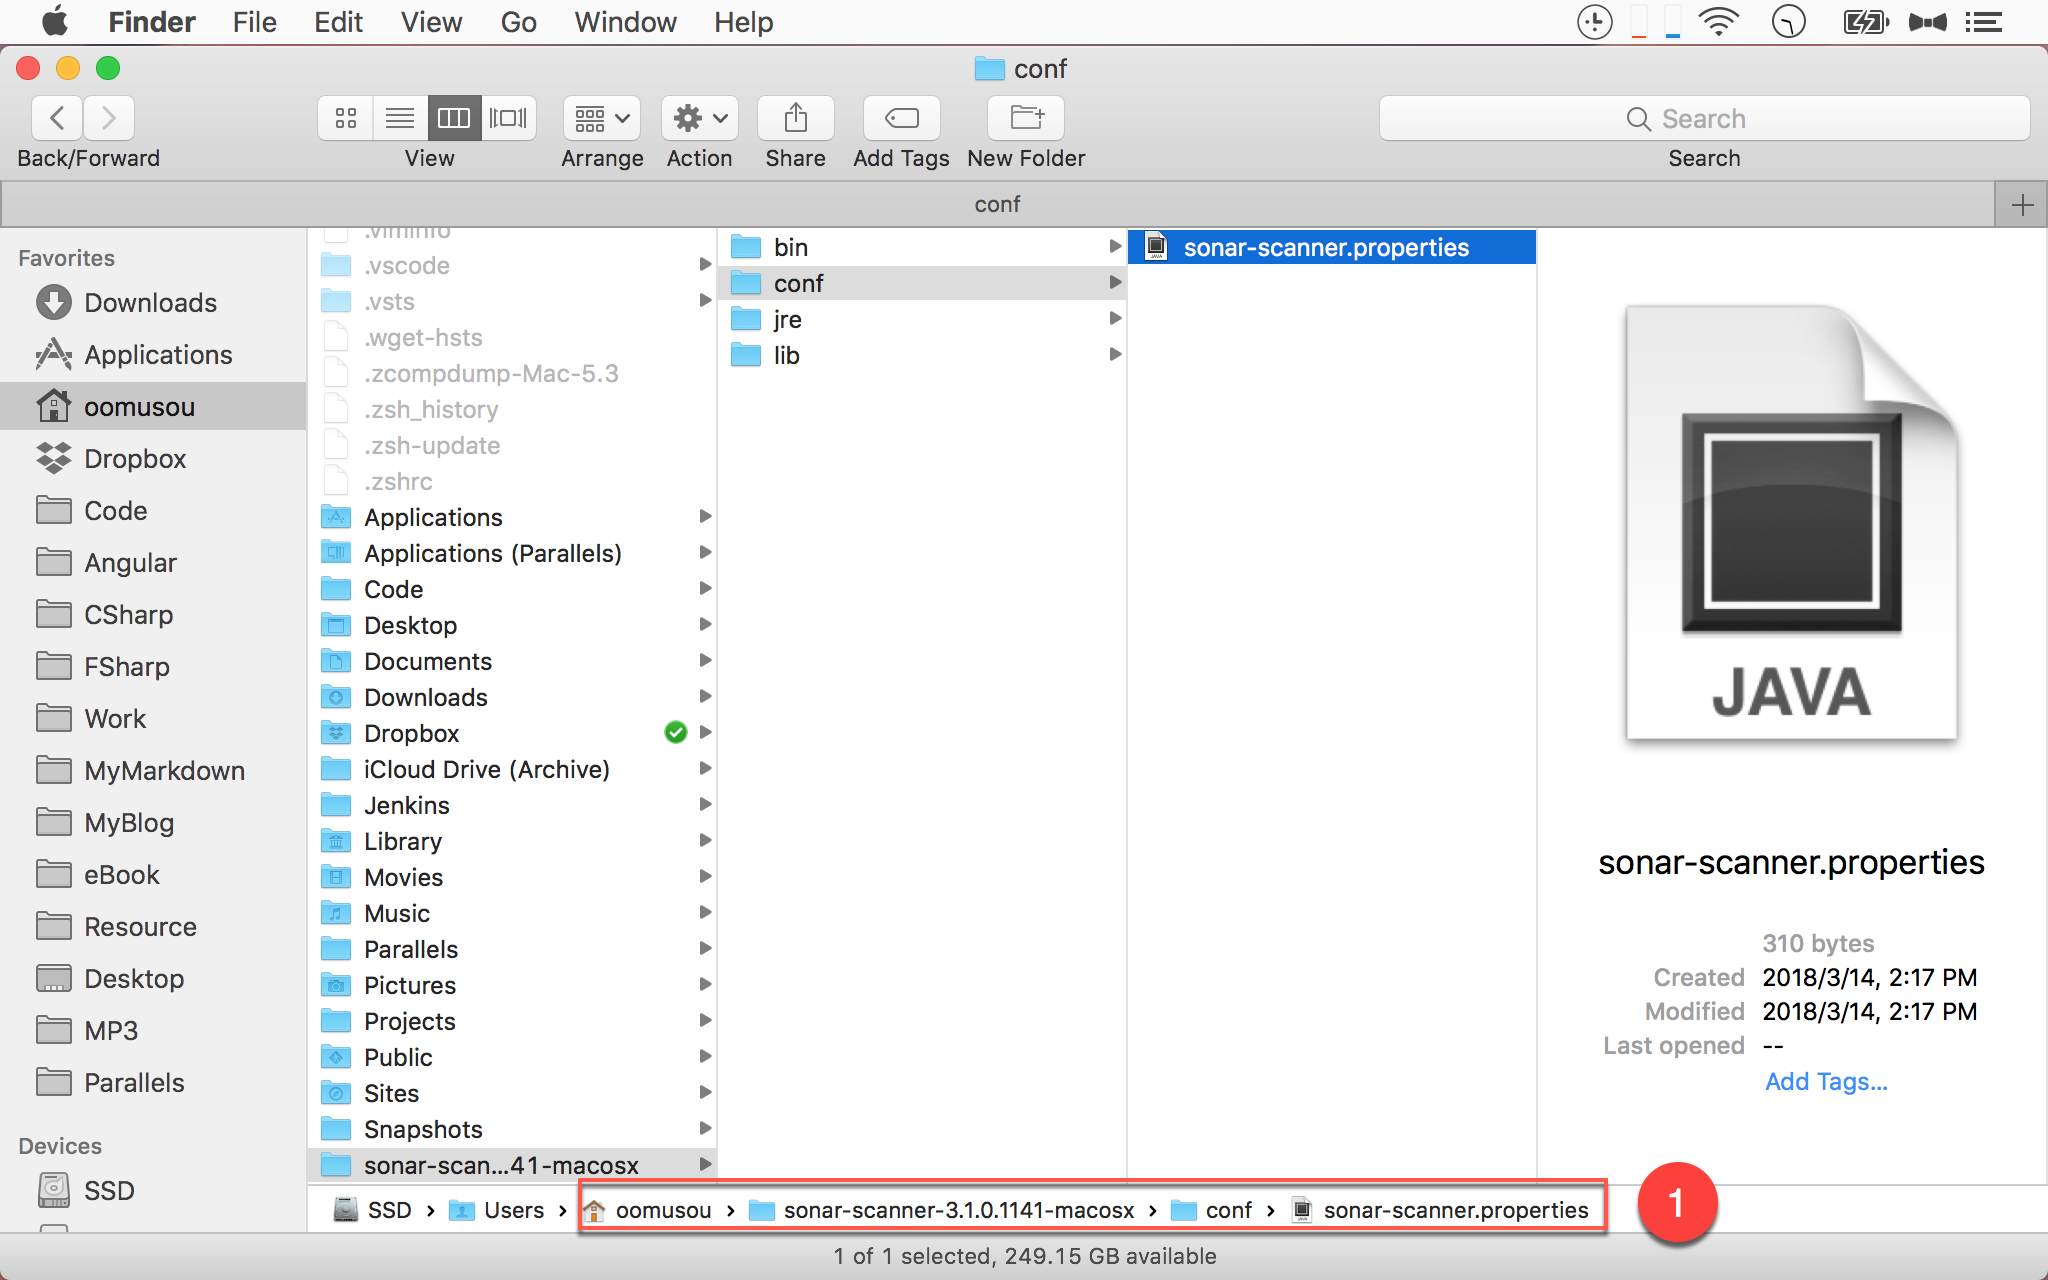 Finder File Edit View Go Window Help
conf
Back/Forward View Arrange Action Share Add Tags New Folder Search
Search
conf
Favorites
Downloads
Applications
oomusou
Dropbox
Code
Angular
CSharp
FSharp
Work
MyMarkdown
MyBlog
eBook
Resource
Desktop
MP3
Parallels
Devices
SSD
.viminfo
.vscode
.vsts
.wget-hsts
.zcompdump-Mac-5.3
.zsh_history
.zsh-update
.zshrc
Applications
Applications (Parallels)
Code
Desktop
Documents
Downloads
Dropbox
iCloud Drive (Archive)
Jenkins
Library
Movies
Music
Parallels
Pictures
Projects
Public
Sites
Snapshots
sonar-scan...41-macosx
bin
conf
jre
lib
sonar-scanner.properties
JAVA
sonar-scanner.properties
310 bytes
Created 2018/3/14, 2:17 PM
Modified 2018/3/14, 2:17 PM
Last opened --
Add Tags...
SSD › Users › oomusou › sonar-scanner-3.1.0.1141-macosx › conf › sonar-scanner.properties
1
1 of 1 selected, 249.15 GB available